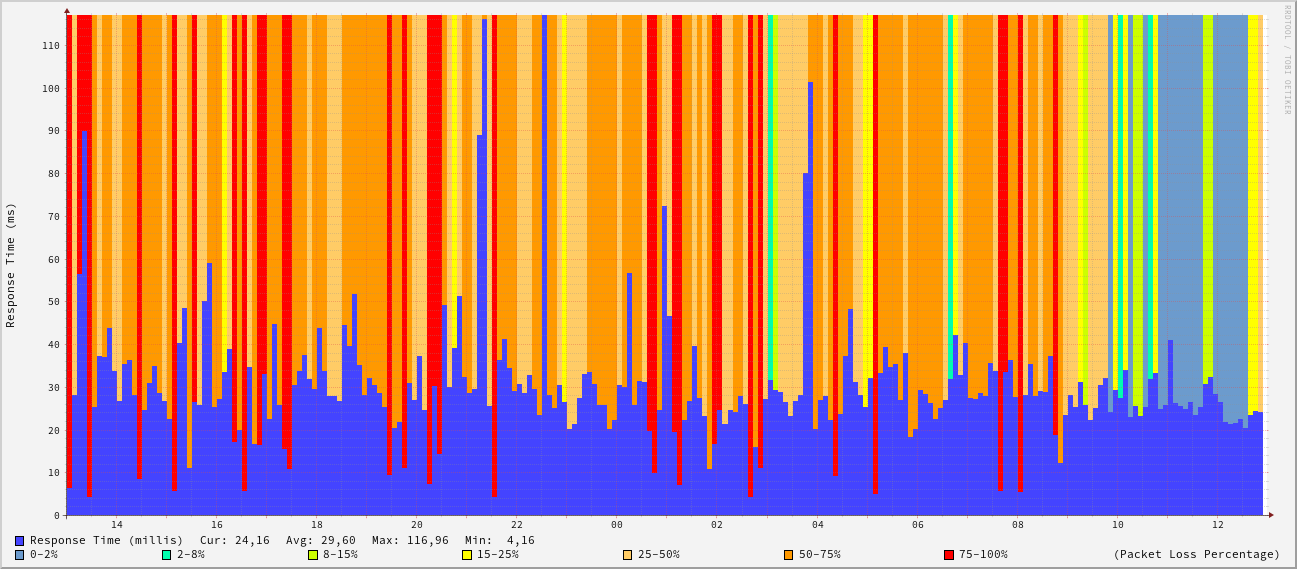 RRDTOOL / TOBI OETIKER
Response Time (ms)
110
100
90
80
70
60
50
40
30
20
10
0
14 16 18 20 22 00 02 04 06 08 10 12
Response Time (millis) Cur: 24,16 Avg: 29,60 Max: 116,96 Min: 4,16
0-2% 2-8% 8-15% 15-25% 25-50% 50-75% 75-100% (Packet Loss Percentage)